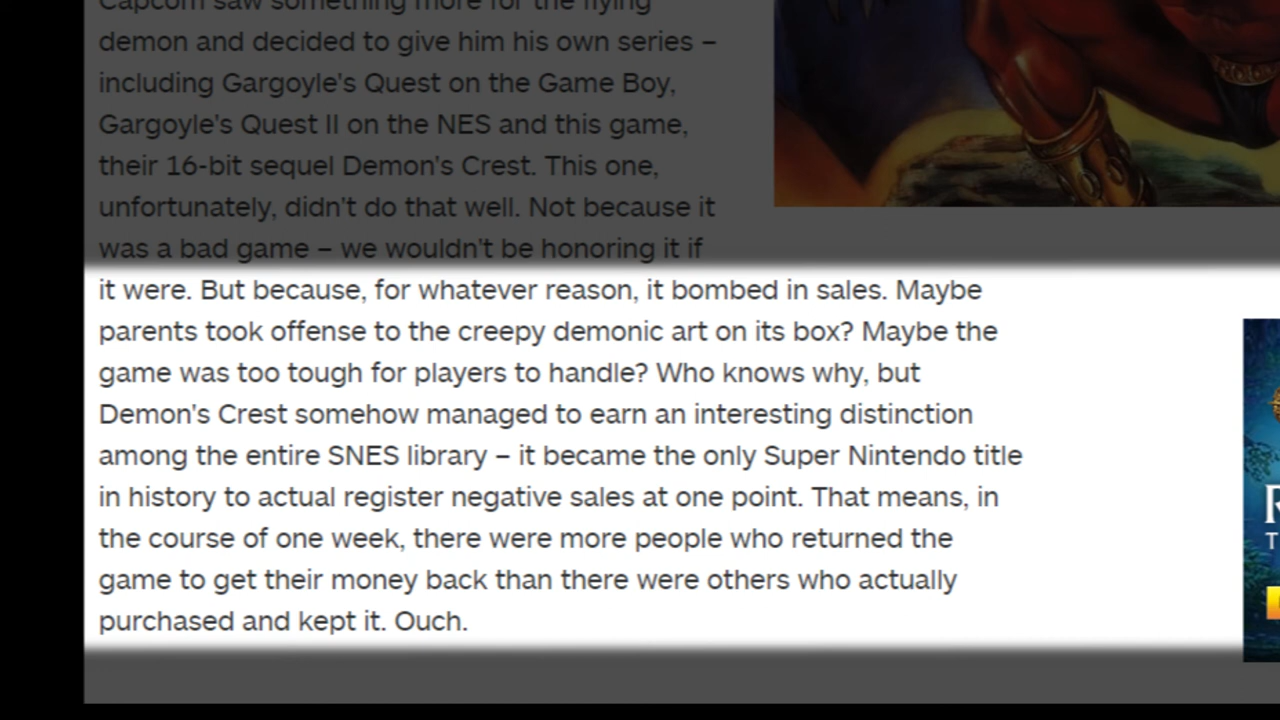 Capcom saw something more for the flying
demon and decided to give him his own series –
including Gargoyle's Quest on the Game Boy,
Gargoyle's Quest II on the NES and this game,
their 16-bit sequel Demon's Crest. This one,
unfortunately, didn't do that well. Not because it
was a bad game – we wouldn't be honoring it if
it were. But because, for whatever reason, it bombed in sales. Maybe
parents took offense to the creepy demonic art on its box? Maybe the
game was too tough for players to handle? Who knows why, but
Demon's Crest somehow managed to earn an interesting distinction
among the entire SNES library – it became the only Super Nintendo title
in history to actual register negative sales at one point. That means, in
the course of one week, there were more people who returned the
game to get their money back than there were others who actually
purchased and kept it. Ouch.